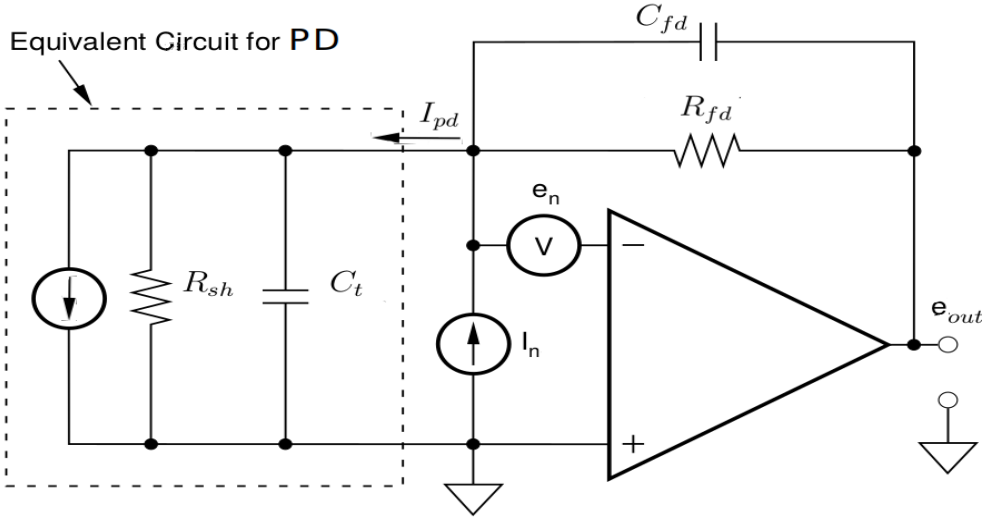 C_fd
Equivalent Circuit for PD
R_fd
I_pd
e_n
V
−
R_sh
C_t
e_out
I_n
+